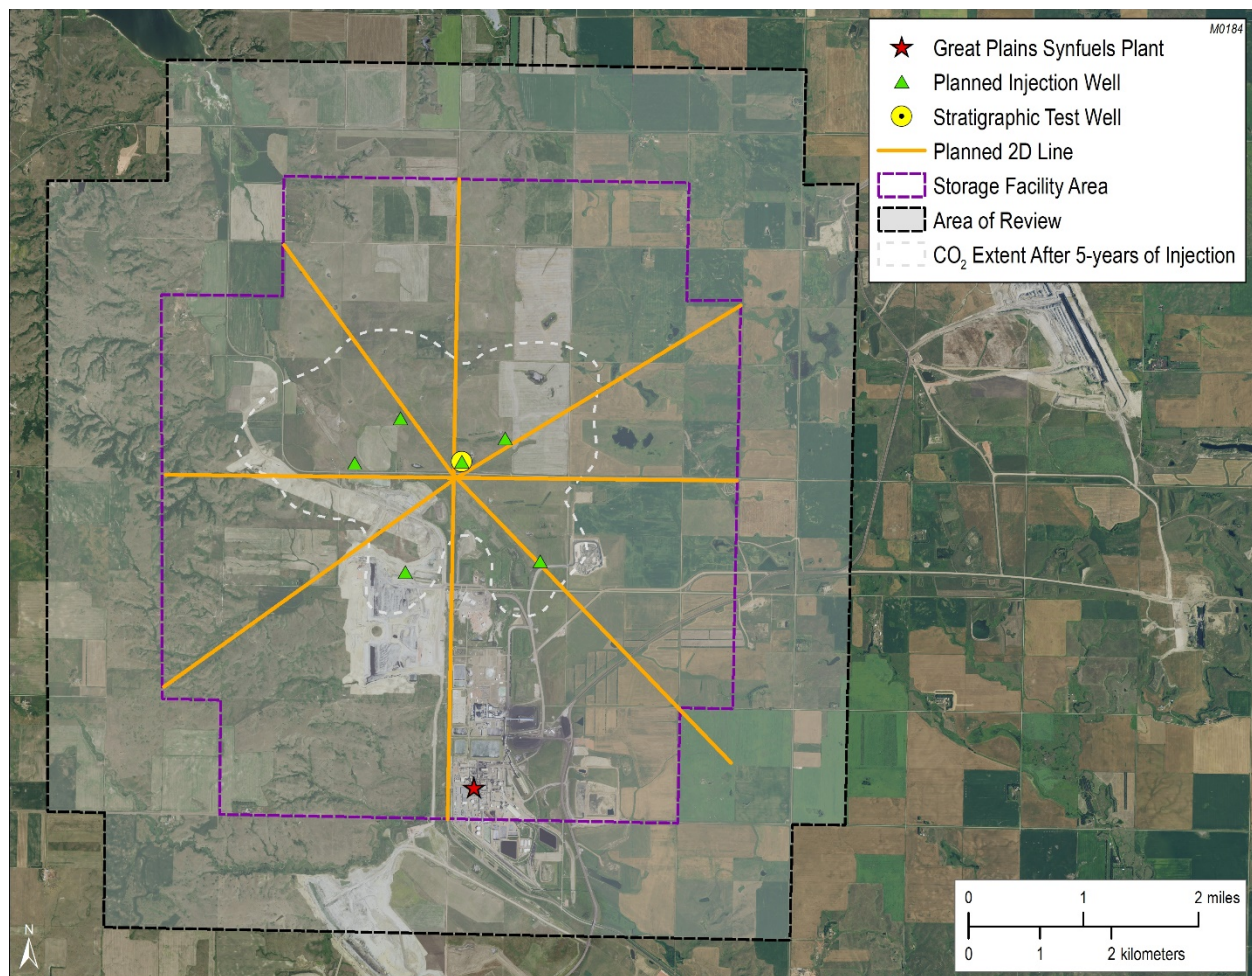 M0184
Great Plains Synfuels Plant
Planned Injection Well
Stratigraphic Test Well
Planned 2D Line
Storage Facility Area
Area of Review
CO₂ Extent After 5-years of Injection
N
0 1 2 miles
0 1 2 kilometers